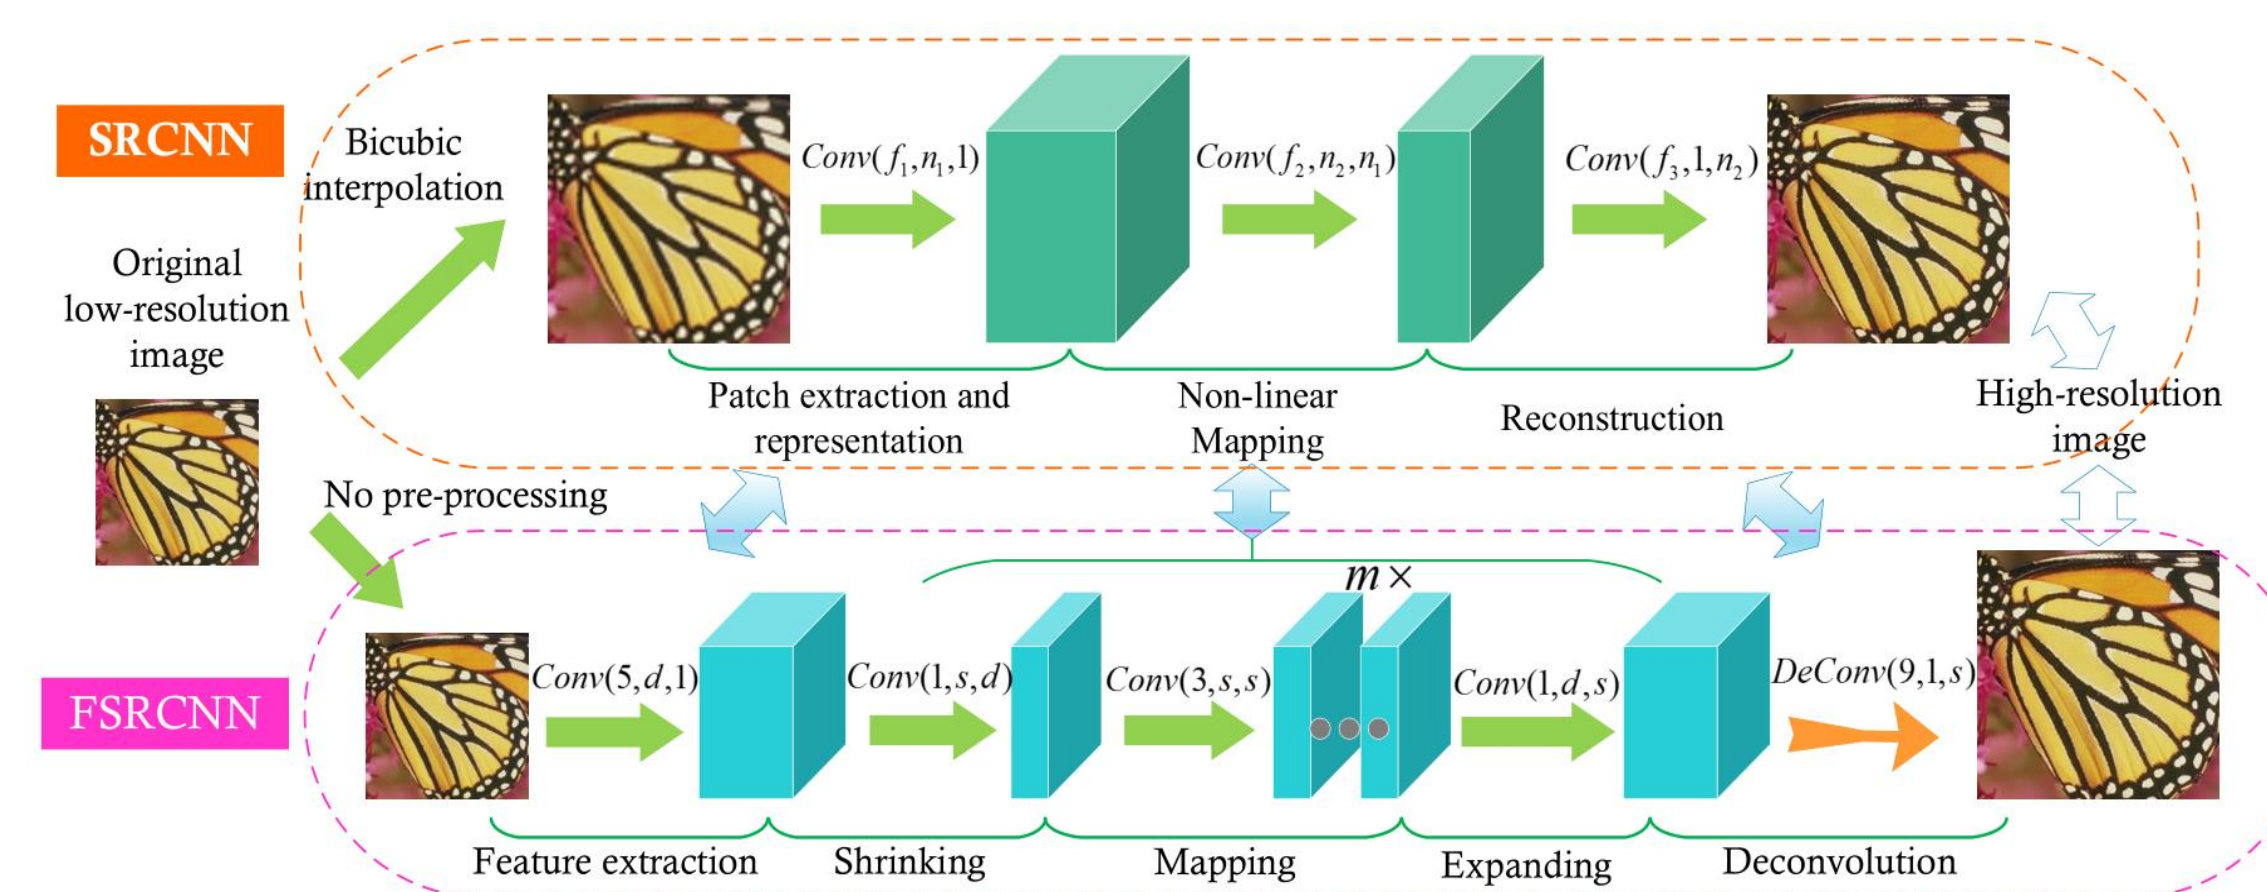 SRCNN
Bicubic
interpolation
Conv(f₁,n₁,1)
Conv(f₂,n₂,n₁)
Conv(f₃,1,n₂)
Original
low-resolution
image
Patch extraction and
representation
Non-linear
Mapping
Reconstruction
High-resolution
image
No pre-processing
m×
FSRCNN
Conv(5,d,1)
Conv(1,s,d)
Conv(3,s,s)
Conv(1,d,s)
DeConv(9,1,s)
Feature extraction
Shrinking
Mapping
Expanding
Deconvolution